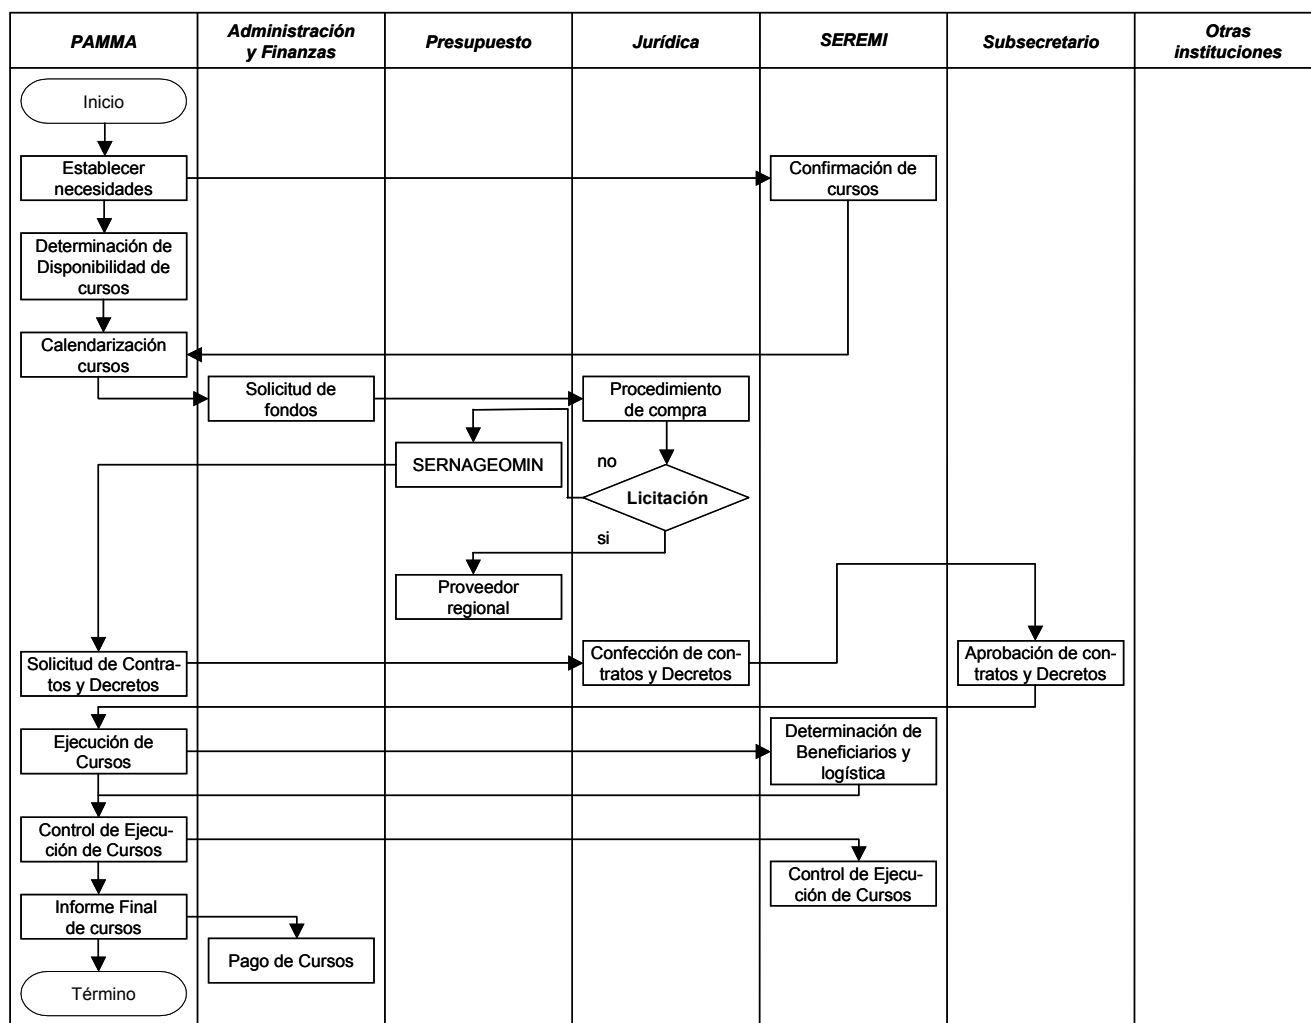 PAMMA
Administración
y Finanzas
Presupuesto
Jurídica
SEREMI
Subsecretario
Otras
instituciones
Inicio
Establecer
necesidades
Confirmación de
cursos
Determinación de
Disponibilidad de
cursos
Calendarización
cursos
Solicitud de
fondos
Procedimiento
de compra
SERNAGEOMIN
no
Licitación
si
Proveedor
regional
Solicitud de Contra-
tos y Decretos
Confección de con-
tratos y Decretos
Aprobación de con-
tratos y Decretos
Ejecución de
Cursos
Determinación de
Beneficiarios y
logística
Control de Ejecu-
ción de Cursos
Control de Ejecu-
ción de Cursos
Informe Final
de cursos
Pago de Cursos
Término